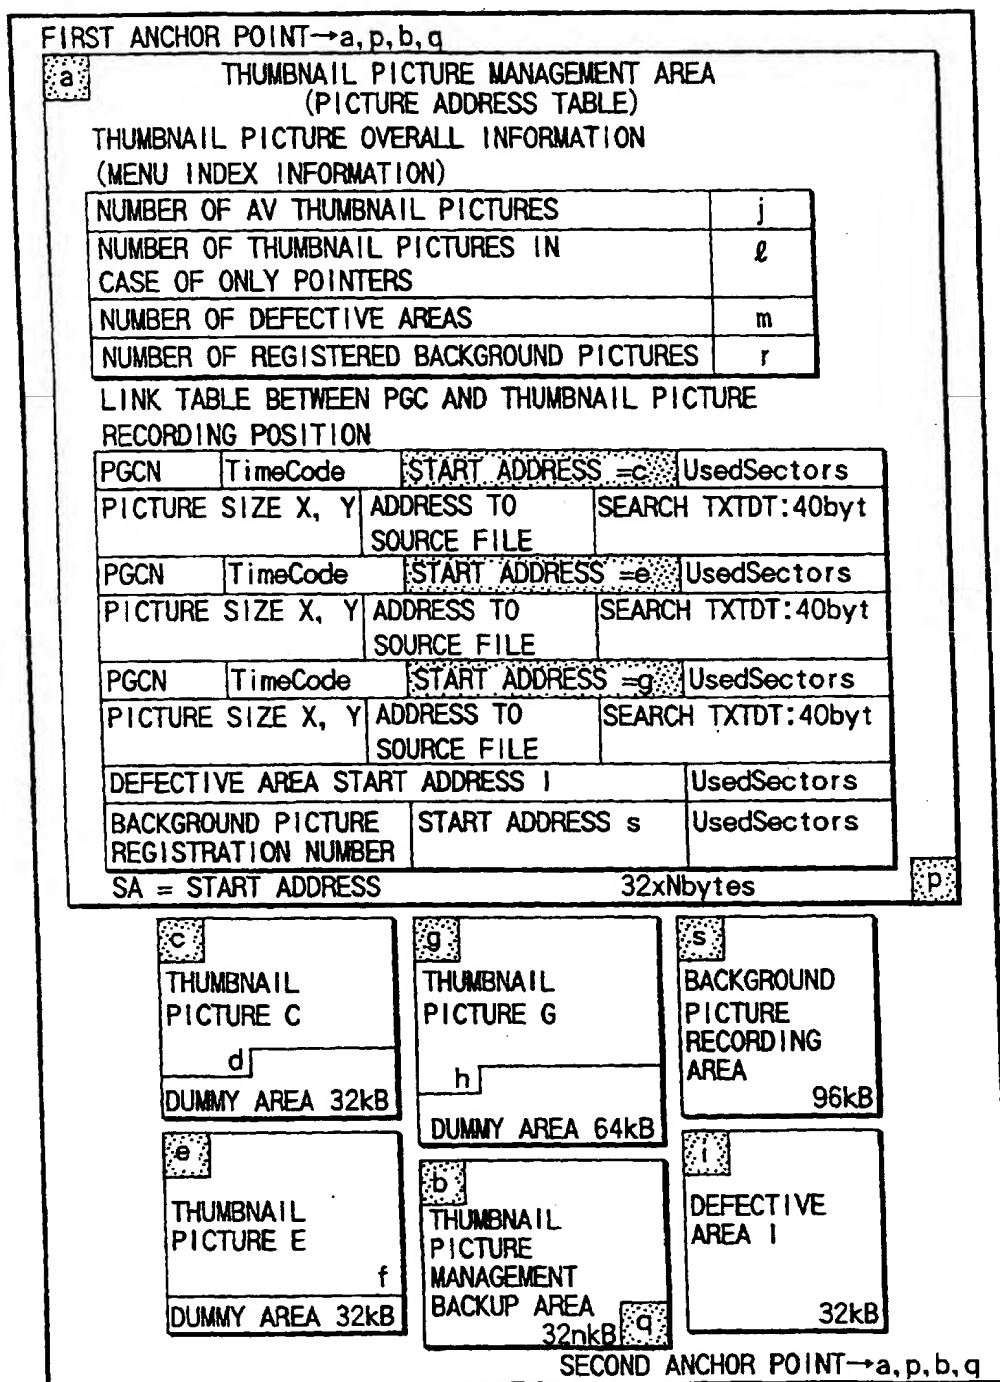 FIRST ANCHOR POINT→a, p, b, q
a
THUMBNAIL PICTURE MANAGEMENT AREA
(PICTURE ADDRESS TABLE)
THUMBNAIL PICTURE OVERALL INFORMATION
(MENU INDEX INFORMATION)
NUMBER OF AV THUMBNAIL PICTURES j
NUMBER OF THUMBNAIL PICTURES IN ℓ
CASE OF ONLY POINTERS
NUMBER OF DEFECTIVE AREAS m
NUMBER OF REGISTERED BACKGROUND PICTURES r
LINK TABLE BETWEEN PGC AND THUMBNAIL PICTURE
RECORDING POSITION
PGCN TimeCode START ADDRESS =c UsedSectors
PICTURE SIZE X, Y ADDRESS TO SEARCH TXTDT:40byt
SOURCE FILE
PGCN TimeCode START ADDRESS =e UsedSectors
PICTURE SIZE X, Y ADDRESS TO SEARCH TXTDT:40byt
SOURCE FILE
PGCN TimeCode START ADDRESS =g UsedSectors
PICTURE SIZE X, Y ADDRESS TO SEARCH TXTDT:40byt
SOURCE FILE
DEFECTIVE AREA START ADDRESS I UsedSectors
BACKGROUND PICTURE START ADDRESS s UsedSectors
REGISTRATION NUMBER
SA = START ADDRESS 32xNbytes p
c
THUMBNAIL
PICTURE C
d
DUMMY AREA 32kB
g
THUMBNAIL
PICTURE G
h
DUMMY AREA 64kB
s
BACKGROUND
PICTURE
RECORDING
AREA
96kB
e
THUMBNAIL
PICTURE E
f
DUMMY AREA 32kB
b
THUMBNAIL
PICTURE
MANAGEMENT
BACKUP AREA
32nkB q
i
DEFECTIVE
AREA I
32kB
SECOND ANCHOR POINT→a, p, b, q